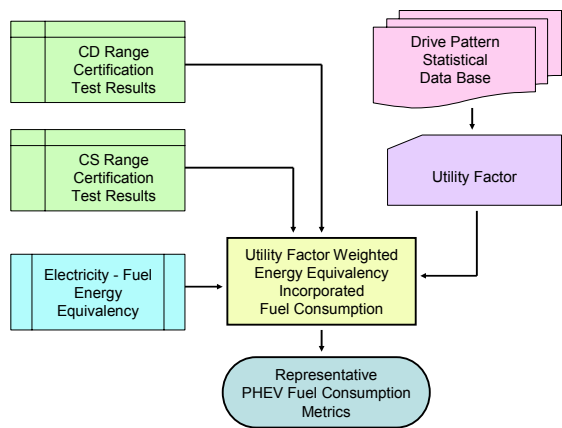 CD Range
Certification
Test Results
Drive Pattern
Statistical
Data Base
CS Range
Certification
Test Results
Utility Factor
Electricity - Fuel
Energy
Equivalency
Utility Factor Weighted
Energy Equivalency
Incorporated
Fuel Consumption
Representative
PHEV Fuel Consumption
Metrics